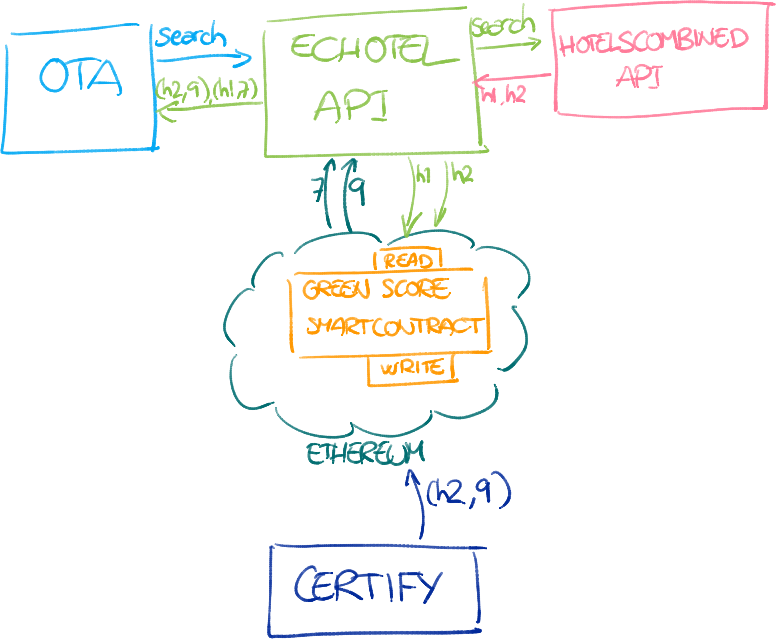 search
search
OTA
ECHOTEL
API
HOTELSCOMBINED
API
(h2,9),(h1,7)
h1,h2
7
9
h1
h2
READ
GREEN SCORE
SMARTCONTRACT
WRITE
ETHEREUM
(h2,9)
CERTIFY